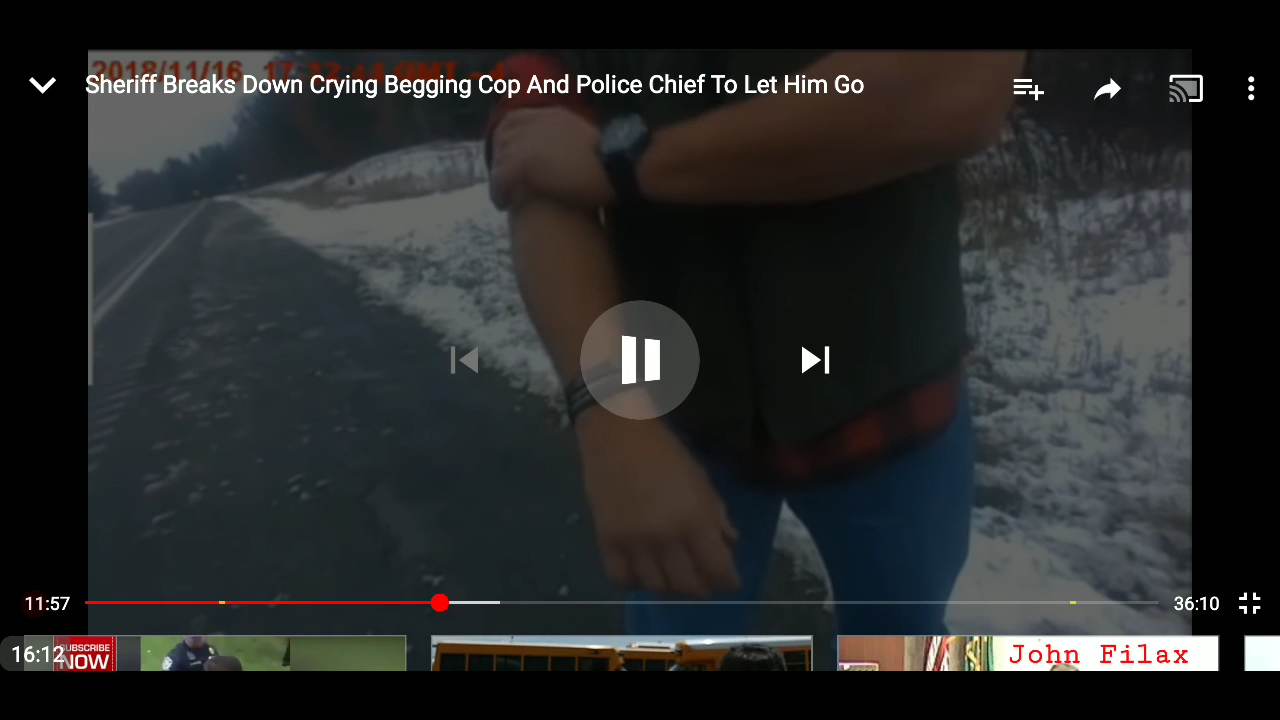 2018/11/16
Sheriff Breaks Down Crying Begging Cop And Police Chief To Let Him Go
11:57
36:10
16:12
SUBSCRIBE
NOW
John Filax